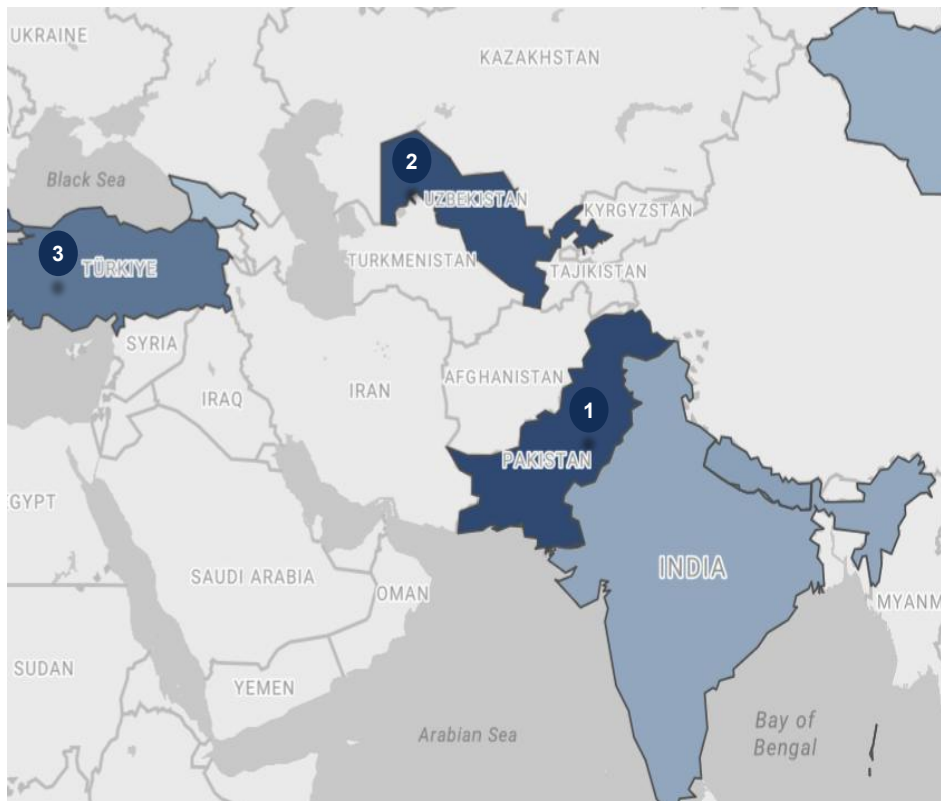 UKRAINE
KAZAKHSTAN
Black Sea
2
UZBEKISTAN
KYRGYZSTAN
3
TÜRKIYE
TURKMENISTAN
TAJIKISTAN
SYRIA
AFGHANISTAN
IRAN
IRAQ
1
PAKISTAN
EGYPT
INDIA
SAUDI ARABIA
OMAN
MYANM
SUDAN
YEMEN
Arabian Sea
Bay of
Bengal